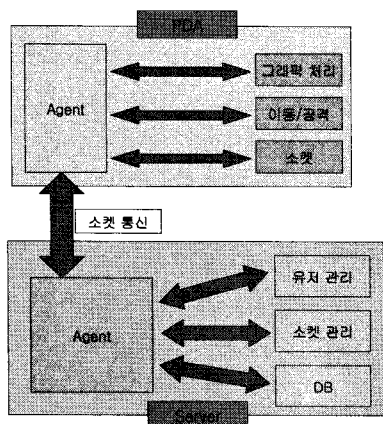 PDA
Agent
그래픽 처리
이동/공격
소켓
소켓 통신
Agent
유저 관리
소켓 관리
DB
Server